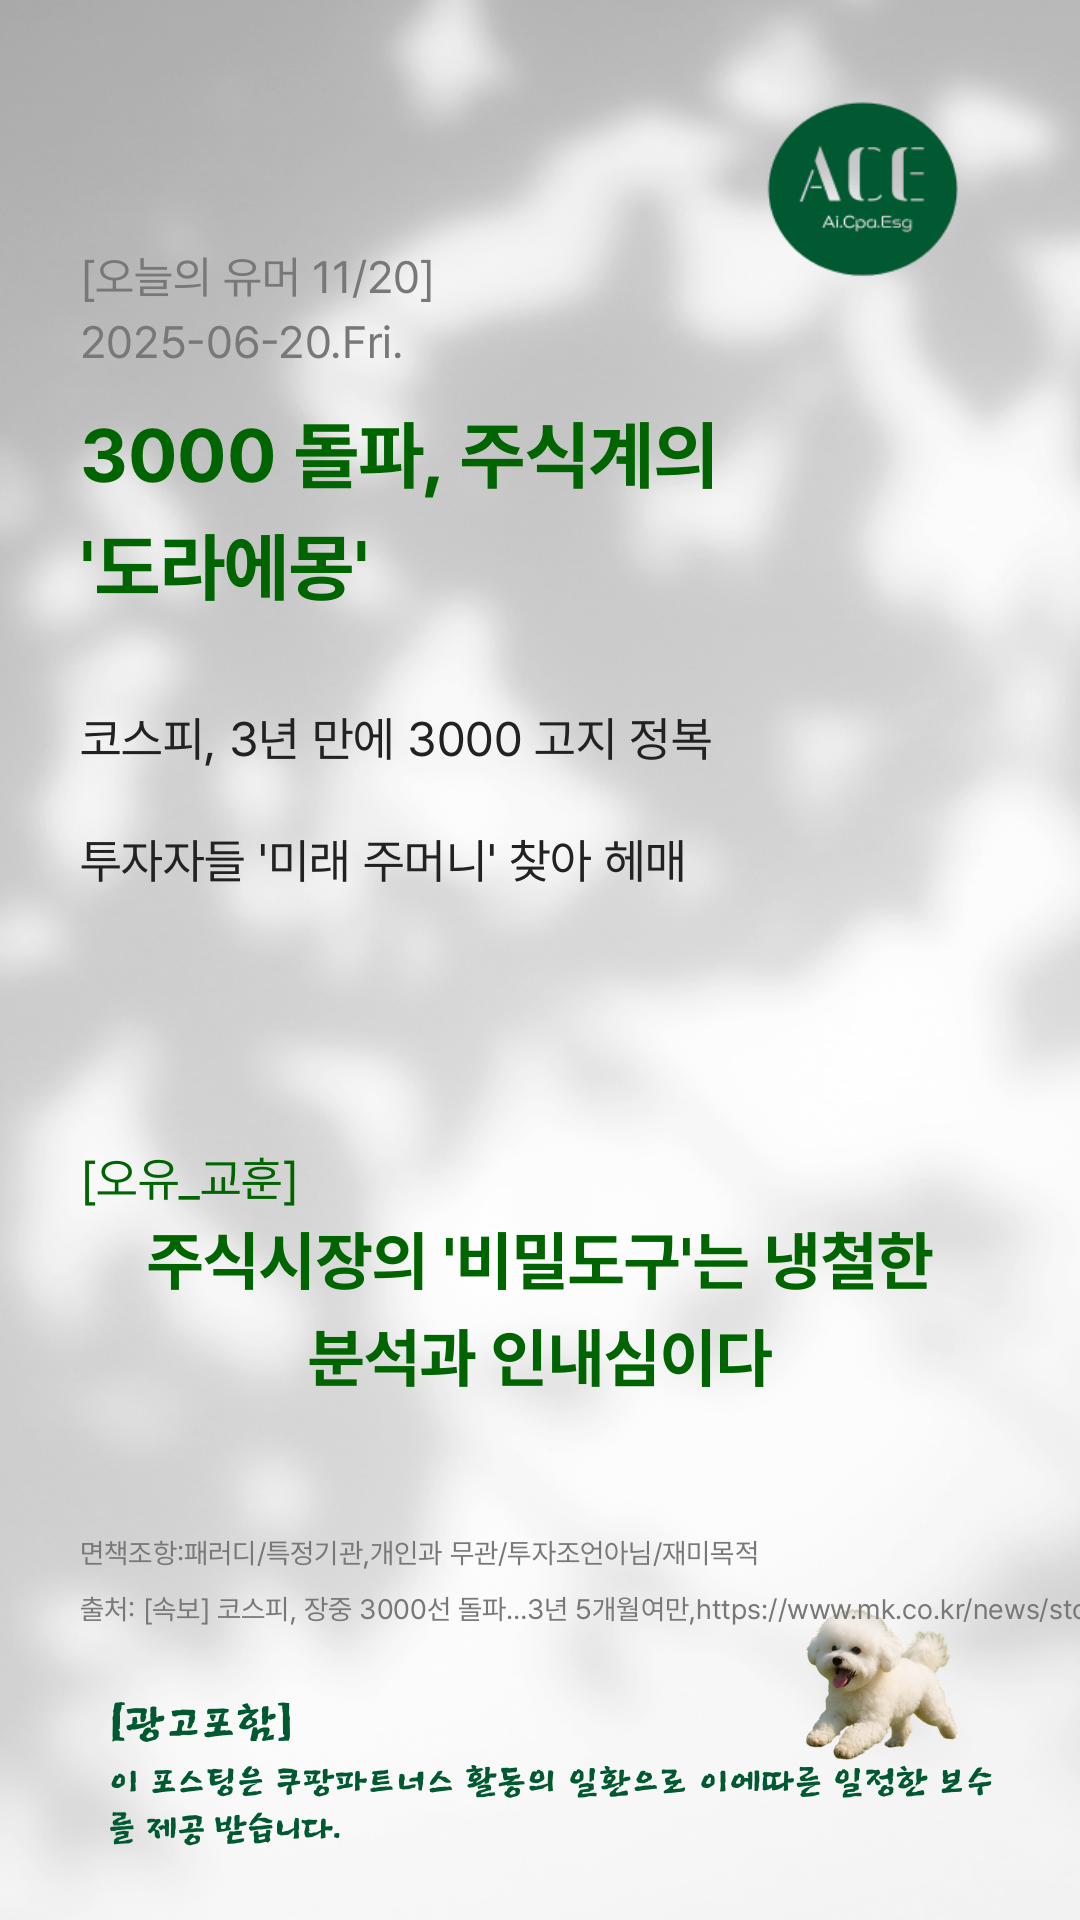 ACE
Ai.Cpa.Esg
[오늘의 유머 11/20]
2025-06-20.Fri.
3000 돌파, 주식계의
'도라에몽'
코스피, 3년 만에 3000 고지 정복
투자자들 '미래 주머니' 찾아 헤매
[오유_교훈]
주식시장의 '비밀도구'는 냉철한
분석과 인내심이다
면책조항:패러디/특정기관,개인과 무관/투자조언아님/재미목적
출처: [속보] 코스피, 장중 3000선 돌파...3년 5개월여만,https://www.mk.co.kr/news/sto
[광고포함]
이 포스팅은 쿠팡파트너스 활동의 일환으로 이에따른 일정한 보수
를 제공 받습니다.